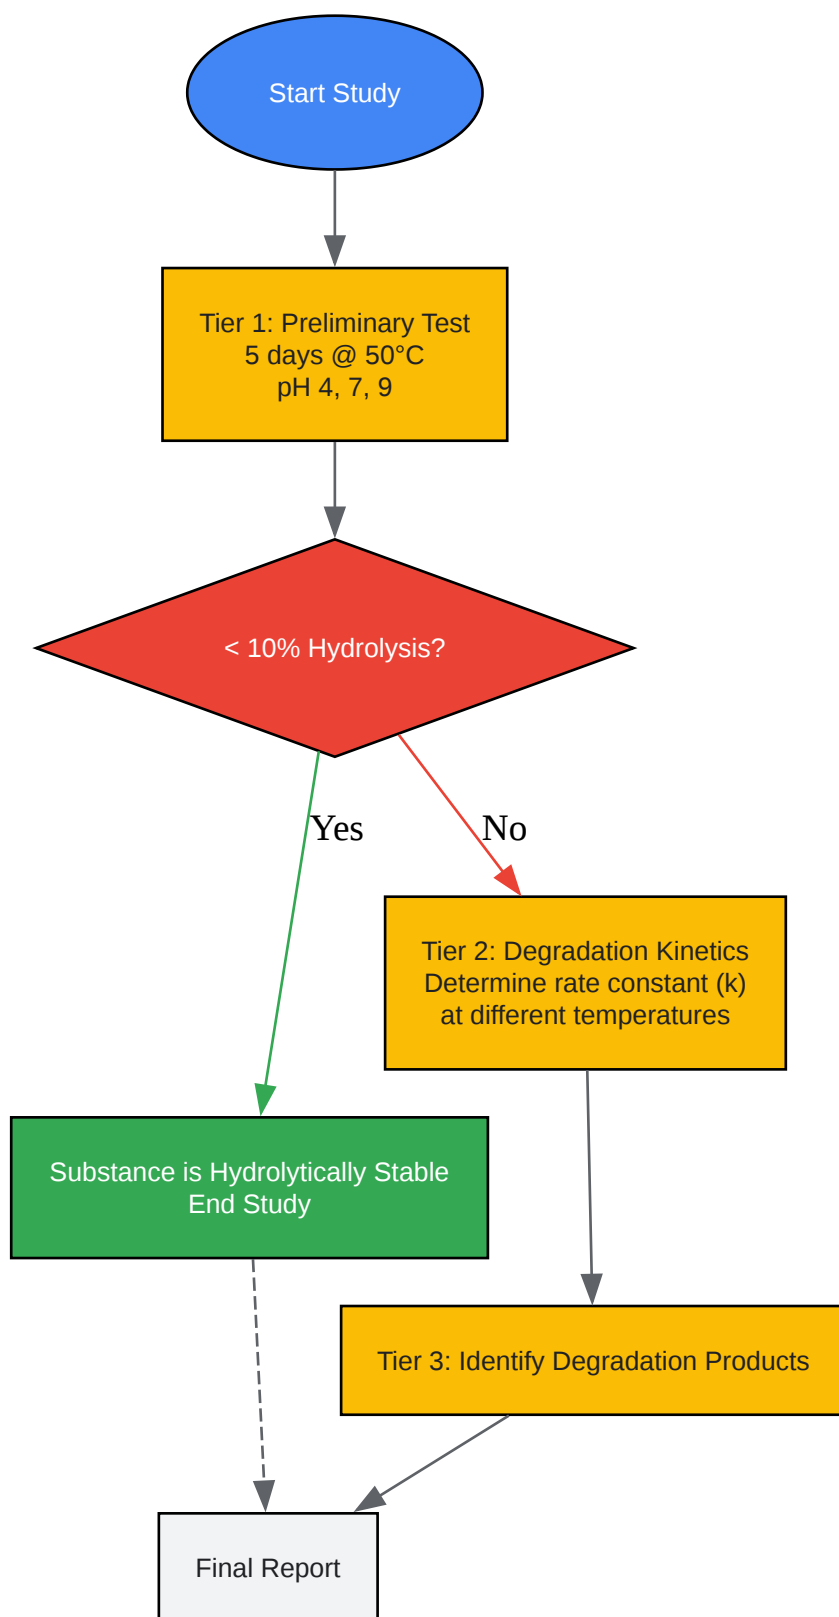 Start Study
Tier 1: Preliminary Test
5 days @ 50°C
pH 4, 7, 9
< 10% Hydrolysis?
Yes
No
Tier 2: Degradation Kinetics
Determine rate constant (k)
at different temperatures
Substance is Hydrolytically Stable
End Study
Tier 3: Identify Degradation Products
Final Report